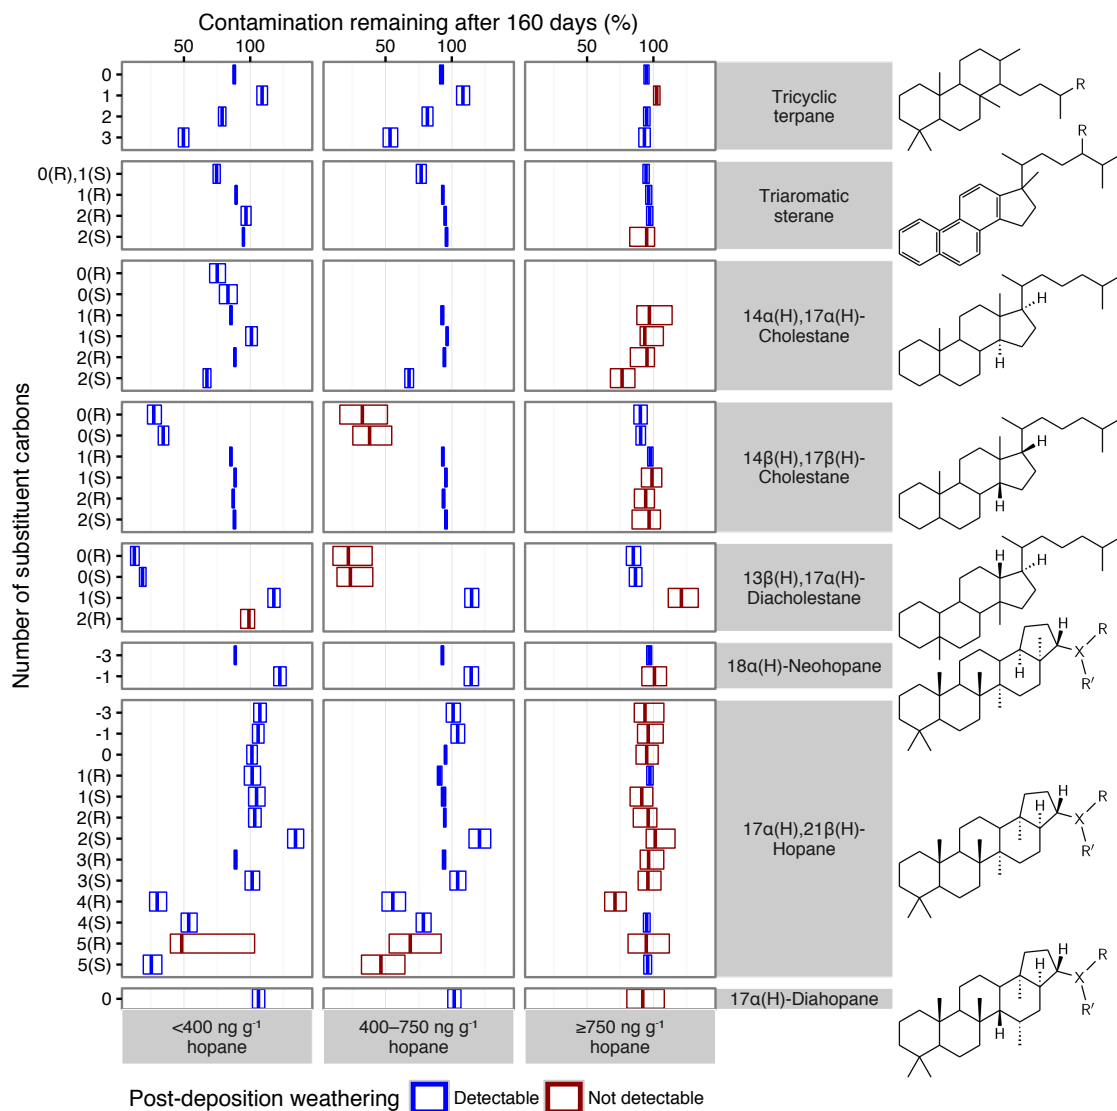 Contamination remaining after 160 days (%)
50 100 50 100 50 100
Number of substituent carbons
0
1
2
3
Tricyclic
terpane
R
0(R),1(S)
1(R)
2(R)
2(S)
Triaromatic
sterane
R
0(R)
0(S)
1(R)
1(S)
2(R)
2(S)
14α(H),17α(H)-
Cholestane
H
H
0(R)
0(S)
1(R)
1(S)
2(R)
2(S)
14β(H),17β(H)-
Cholestane
H
H
0(R)
0(S)
1(S)
2(R)
13β(H),17α(H)-
Diacholestane
H
H
-3
-1
18α(H)-Neohopane
H
H
X
R
R'
-3
-1
0
1(R)
1(S)
2(R)
2(S)
3(R)
3(S)
4(R)
4(S)
5(R)
5(S)
17α(H),21β(H)-
Hopane
H
H
X
R
R'
0
17α(H)-Diahopane
H
H
H
X
R
R'
<400 ng g⁻¹
hopane
400–750 ng g⁻¹
hopane
≥750 ng g⁻¹
hopane
Post-deposition weathering Detectable Not detectable